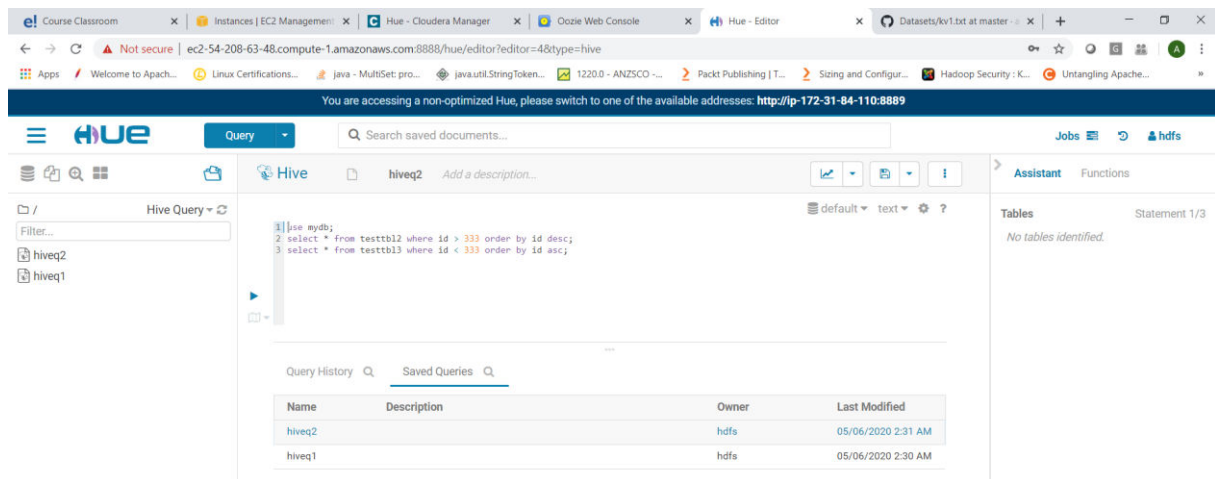 e! Course Classroom
Instances | EC2 Management
C Hue - Cloudera Manager
Oozie Web Console
Hue - Editor
Datasets/kv1.txt at master · a
Not secure | ec2-54-208-63-48.compute-1.amazonaws.com:8888/hue/editor?editor=4&type=hive
G
A
Apps Welcome to Apach... Linux Certifications... java - MultiSet: pro... java.util.StringToken... 1220.0 - ANZSCO -... Packt Publishing | T... Sizing and Configur... Hadoop Security : K... Untangling Apache... »
You are accessing a non-optimized Hue, please switch to one of the available addresses: http://ip-172-31-84-110:8889
HUE Query Search saved documents... Jobs hdfs
Hive hiveq2 Add a description... Assistant Functions
/ Hive Query default text ? Tables Statement 1/3
Filter... No tables identified.
hiveq2
hiveq1
1 use mydb;
2 select * from testtbl2 where id > 333 order by id desc;
3 select * from testtbl3 where id < 333 order by id asc;
Query History Saved Queries
Name Description Owner Last Modified
hiveq2 hdfs 05/06/2020 2:31 AM
hiveq1 hdfs 05/06/2020 2:30 AM